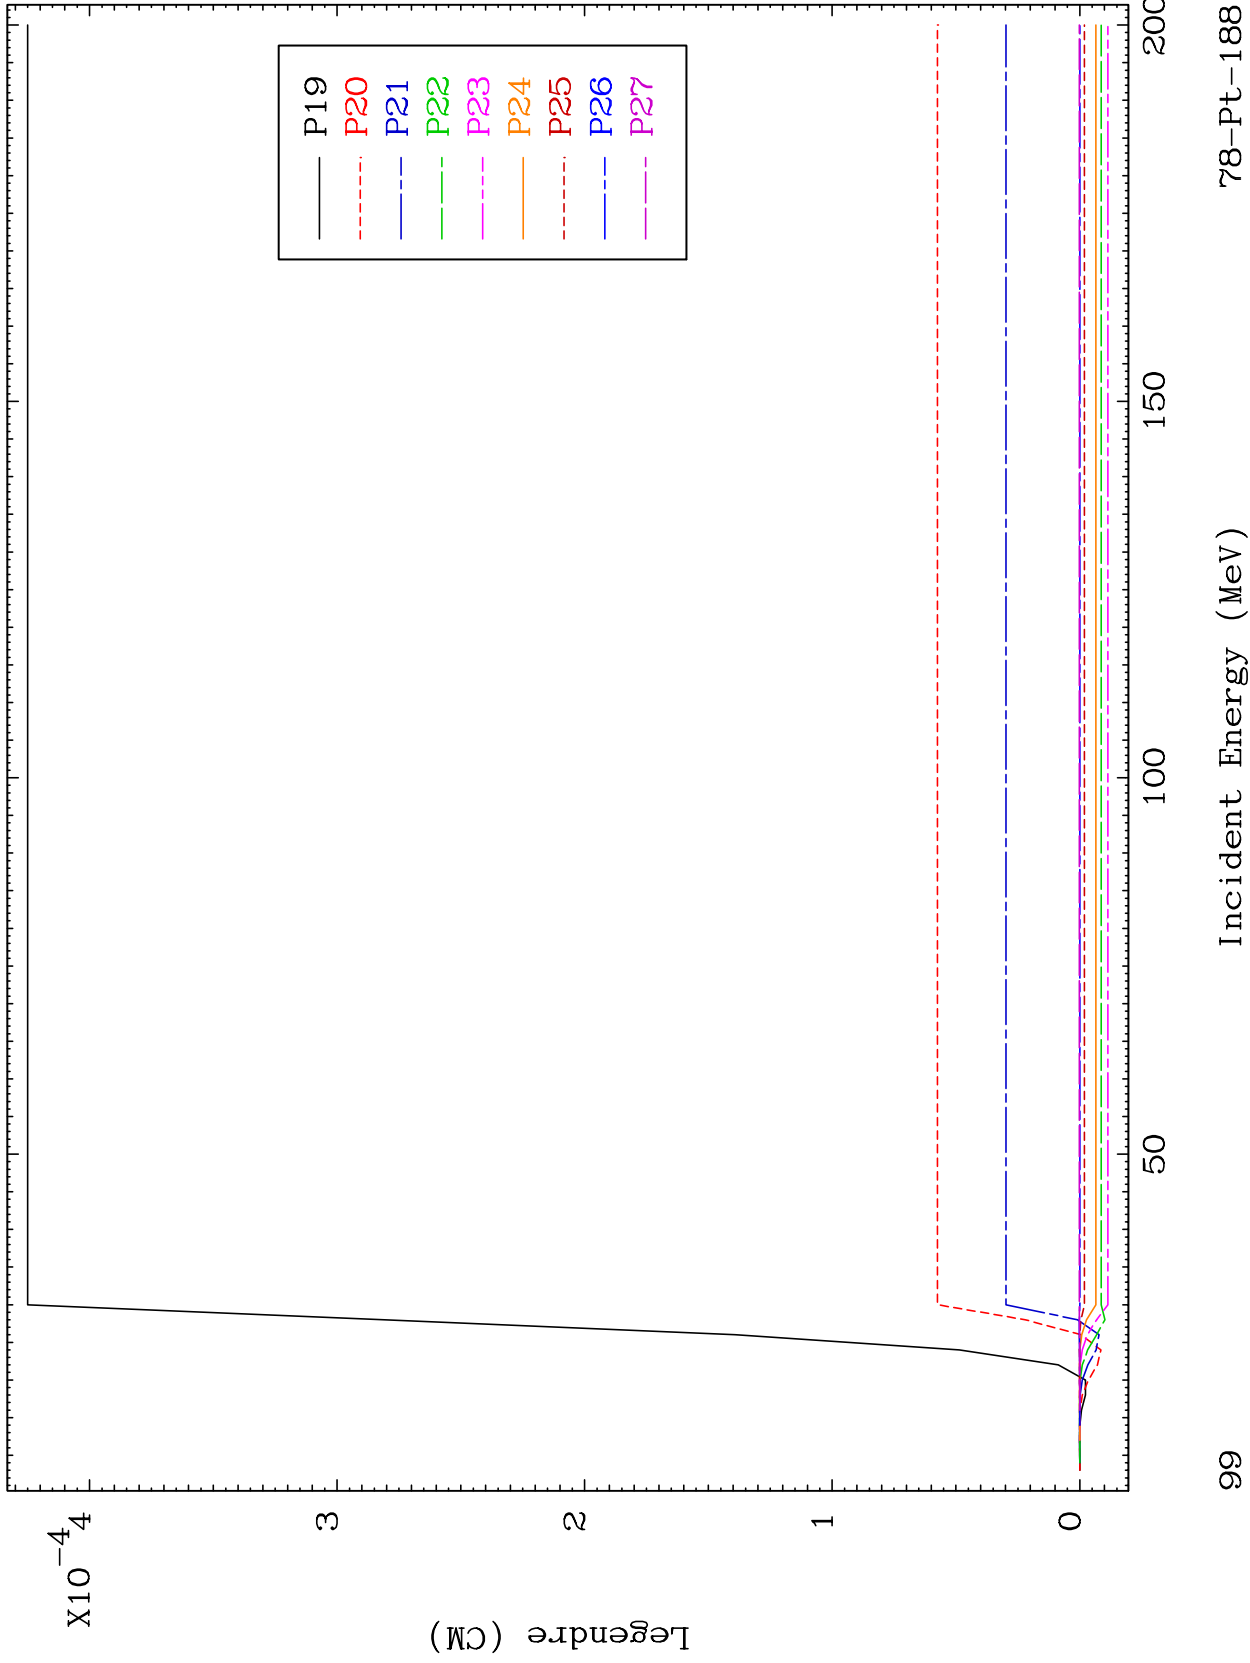 X10-4
4
3
2
1
0
Legendre (CM)
P19
P20
P21
P22
P23
P24
P25
P26
P27
50
100
150
200
Incident Energy (MeV)
99
78-Pt-188